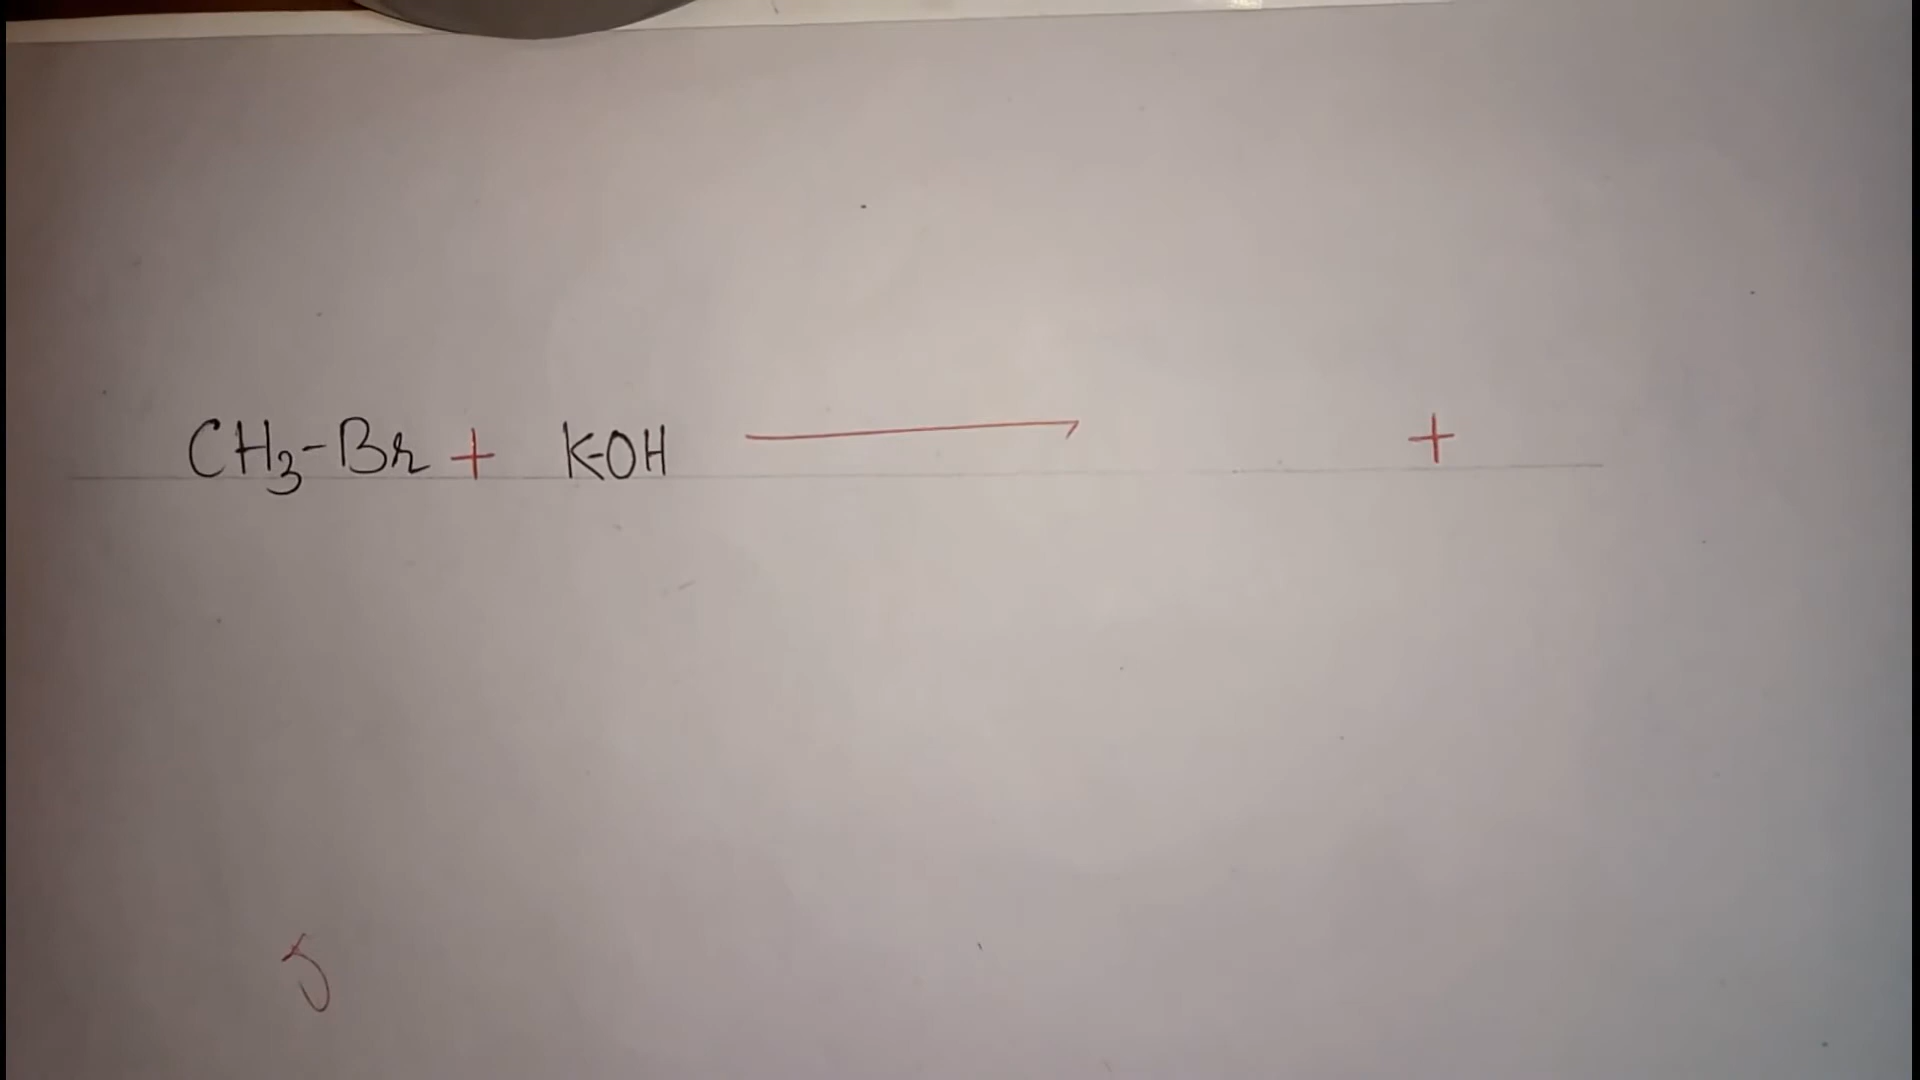 CH₃-Br + K-OH ⟶ +